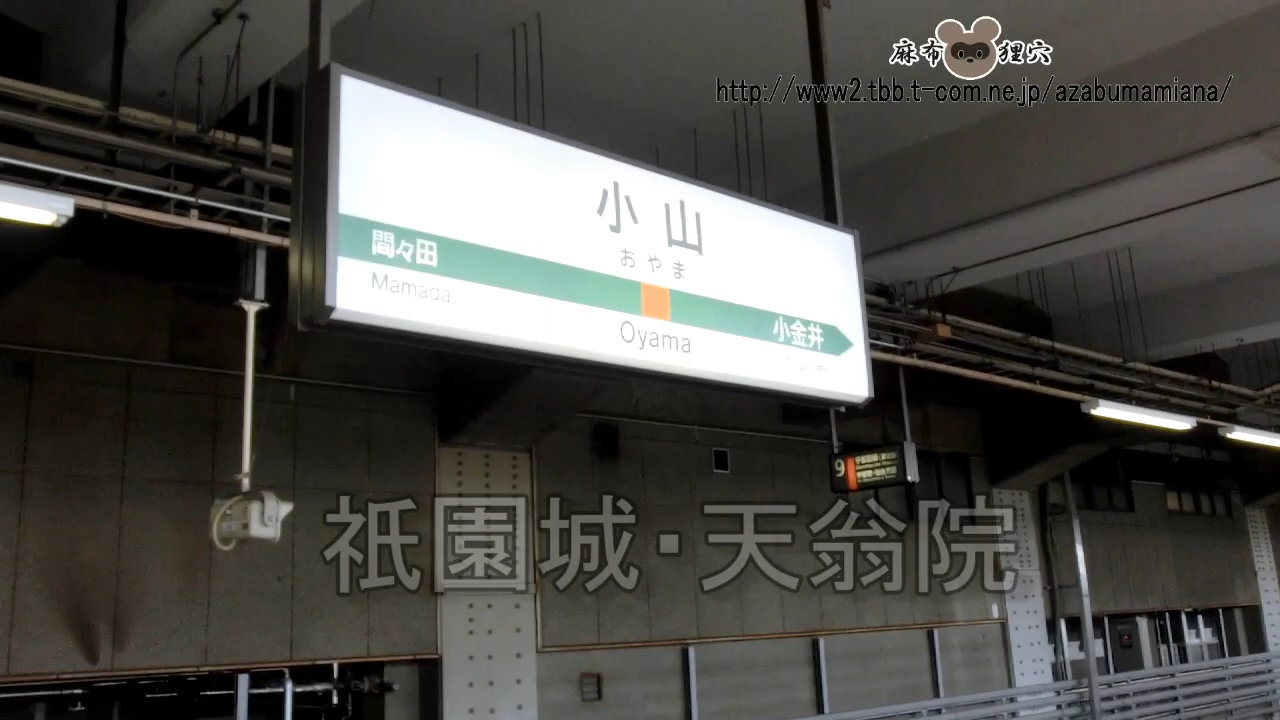 麻布 狸穴
http://www2.tbb.t-com.ne.jp/azabumamiana/
小山
おやま
間々田
小金井
Mamada
Oyama
9
祇園城・天翁院